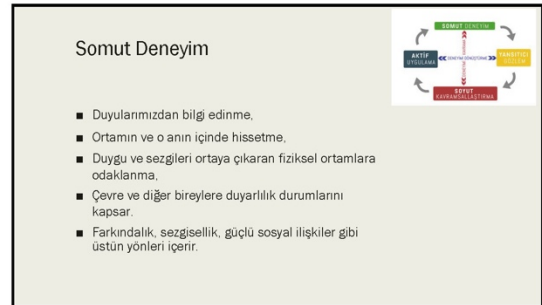 Somut Deneyim
SOMUT DENEYİM
AKTİF
UYGULAMA
YANSITICI
GÖZLEM
SOYUT
KAVRAMSALLAŞTIRMA
■ Duyularımızdan bilgi edinme,
■ Ortamın ve o anın içinde hissetme,
■ Duygu ve sezgileri ortaya çıkaran fiziksel ortamlara
odaklanma,
■ Çevre ve diğer bireylere duyarlılık durumlarını
kapsar.
■ Farkındalık, sezgisellik, güçlü sosyal ilişkiler gibi
üstün yönleri içerir.